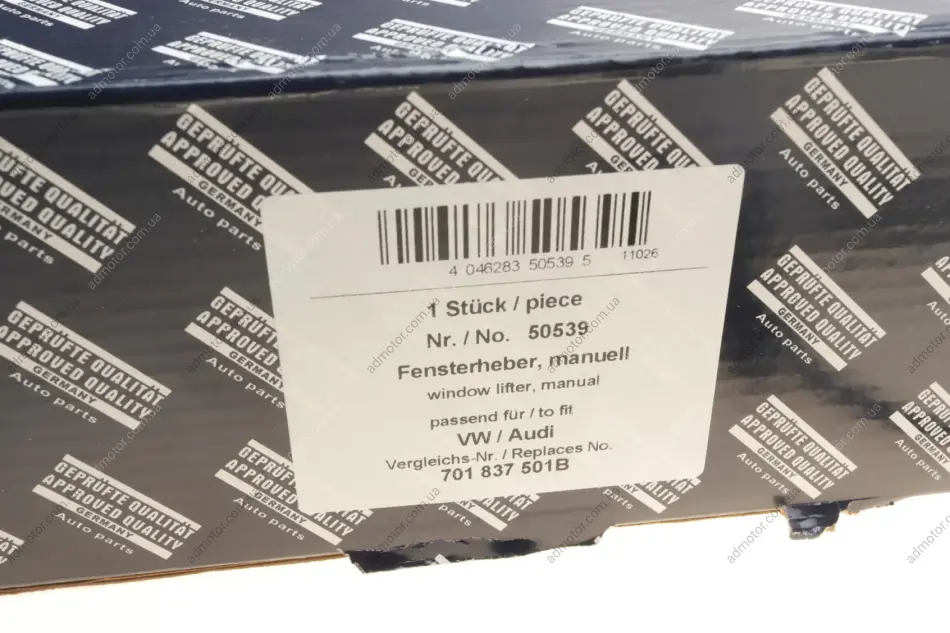 4 046283 50539 5 11026
1 Stück / piece
Nr. / No. 50539
Fensterheber, manuell
window lifter, manual
passend für / to fit
VW / Audi
Vergleichs-Nr. / Replaces No.
701 837 501B
GEPRÜFTE QUALITÄT
APPROVED QUALITY
GERMANY
Auto parts
admotor.com.ua